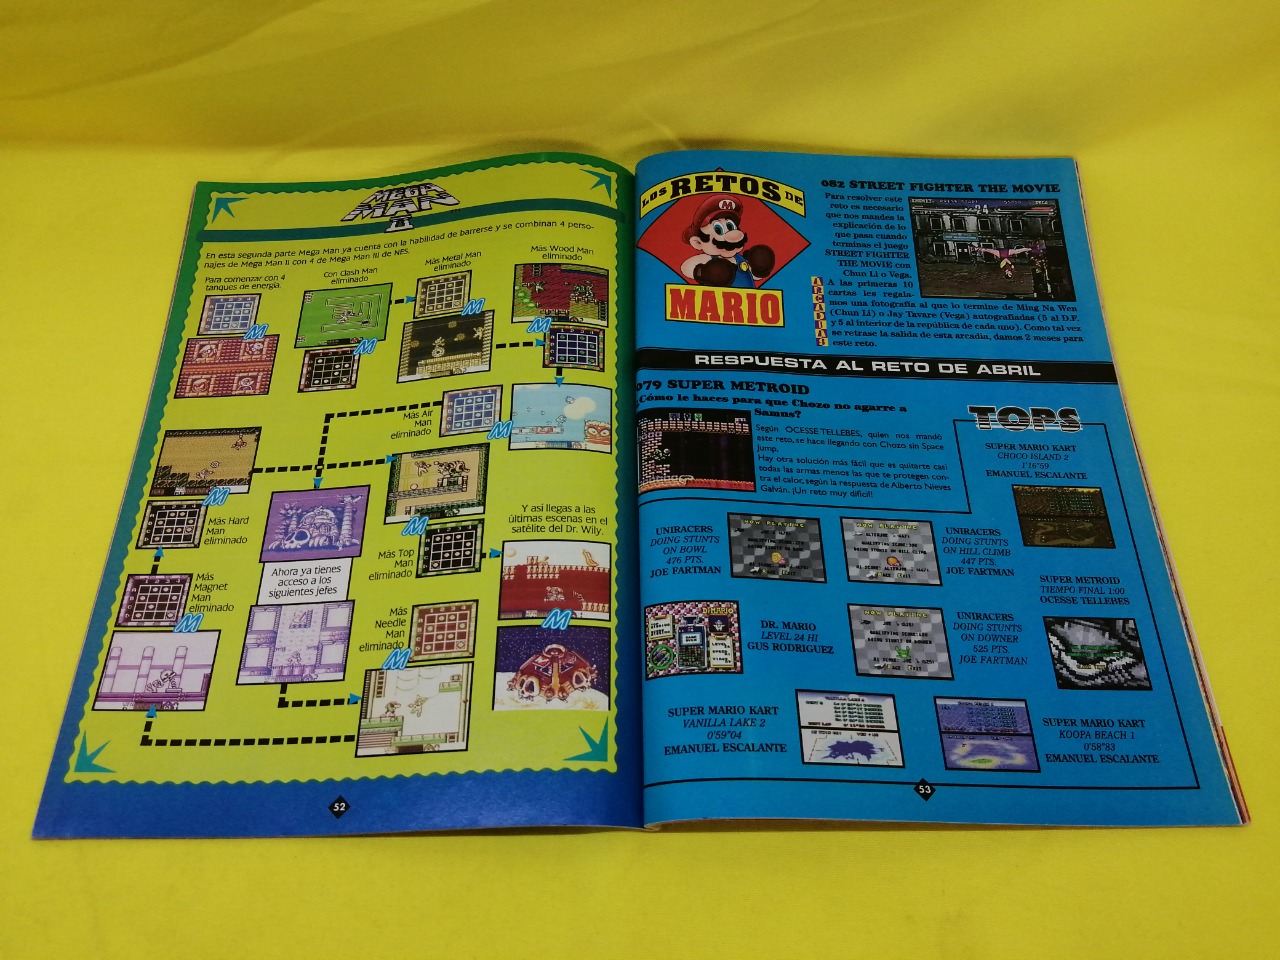 MEGA
MAN
II
En esta segunda parte Mega Man ya cuenta con la habilidad de barrerse y se combinan 4 perso-
najes de Mega Man II con 4 de Mega Man III de NES.
Para comenzar con 4
tanques de energía.
Con Clash Man
eliminado
Más Metal Man
eliminado
Más Wood Man
eliminado
Más Air
Man
eliminado
Más Hard
Man
eliminado
Más Top
Man
eliminado
Y así llegas a las
últimas escenas en el
satélite del Dr. Wily.
Ahora ya tienes
acceso a los
siguientes jefes
Más
Magnet
Man
eliminado
Más
Needle
Man
eliminado
52
LOS RETOS DE
MARIO
082 STREET FIGHTER THE MOVIE
Para resolver este
reto es necesario
que nos mandes la
explicación de lo
que pasa cuando
terminas el juego
STREET FIGHTER
THE MOVIE con
Chun Li o Vega.
A las primeras 10
cartas les regala-
mos una fotografía al que lo termine de Ming Na Wen
(Chun Li) o Jay Tavare (Vega) autografiadas (5 al D.F.
y 5 al interior de la república de cada uno). Como tal vez
se retrase la salida de esta arcadia, damos 2 meses para
este reto.
ARCADIAS
RESPUESTA AL RETO DE ABRIL
079 SUPER METROID
¿Cómo le haces para que Chozo no agarre a
Samus?
Según OCESSE TELLEBES, quien nos mandó
este reto, se hace llegando con Chozo sin Space
Jump.
Hay otra solución más fácil que es quitarte casi
todas las armas menos las que te protegen con-
tra el calor, según la respuesta de Alberto Nieves
Galván. ¡Un reto muy difícil!
TOPS
SUPER MARIO KART
CHOCO ISLAND 2
1'16"59
EMANUEL ESCALANTE
UNIRACERS
DOING STUNTS
ON BOWL
476 PTS.
JOE FARTMAN
NOW PLAYING
UNIRACERS
DOING STUNTS
ON HILL CLIMB
447 PTS.
JOE FARTMAN
SUPER METROID
TIEMPO FINAL 1:00
OCESSE TELLEBES
DR. MARIO
LEVEL 24 HI
GUS RODRIGUEZ
NOW PLAYING
UNIRACERS
DOING STUNTS
ON DOWNER
525 PTS.
JOE FARTMAN
SUPER MARIO KART
VANILLA LAKE 2
0'59"04
EMANUEL ESCALANTE
SUPER MARIO KART
KOOPA BEACH 1
0'58"83
EMANUEL ESCALANTE
53